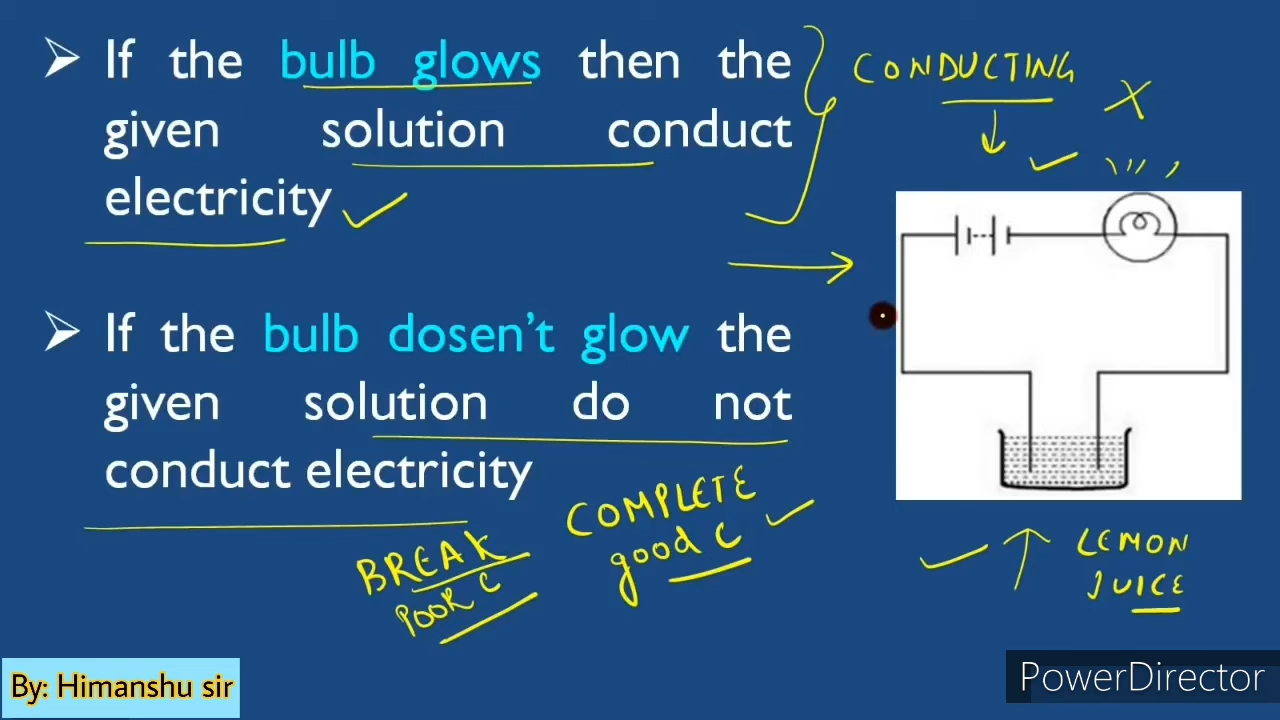 If the bulb glows then the
given solution conduct
electricity
If the bulb dosen't glow the
given solution do not
conduct electricity
CONDUCTING
BREAK
POOR C
COMPLETE
good C
LEMON
JUICE
By: Himanshu sir
PowerDirector